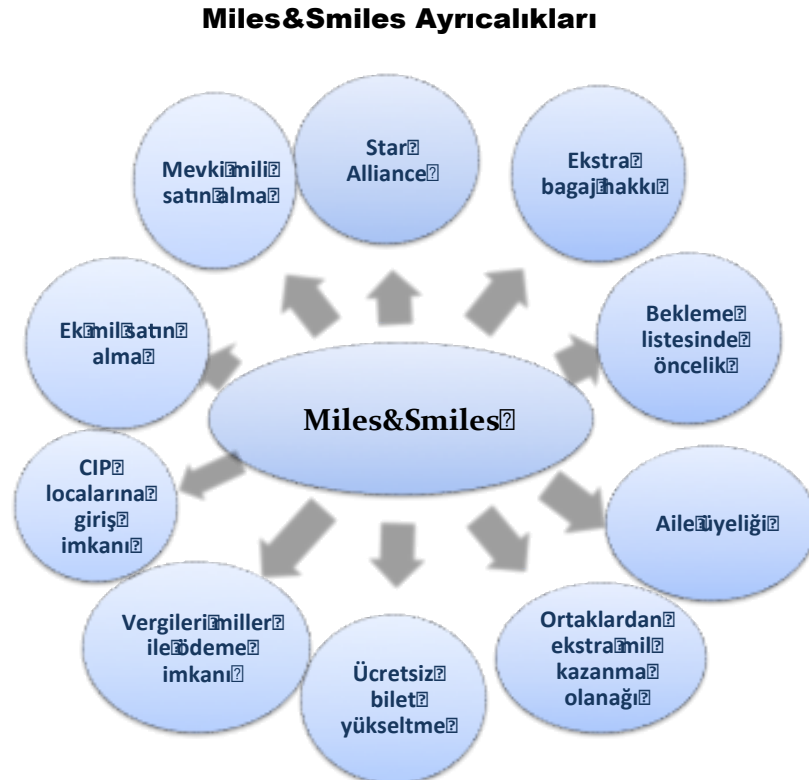 Miles&Smiles Ayrıcalıkları
Star
Alliance
Ekstra
bagaj hakkı
Bekleme
listesinde
öncelik
Aile üyeliği
Ortaklardan
ekstra mil
kazanma
olanağı
Ücretsiz
bilet
yükseltme
Vergileri miller
ile ödeme
imkanı
CIP
localarına
giriş
imkanı
Ek mil satın
alma
Mevki mili
satın alma
Miles&Smiles